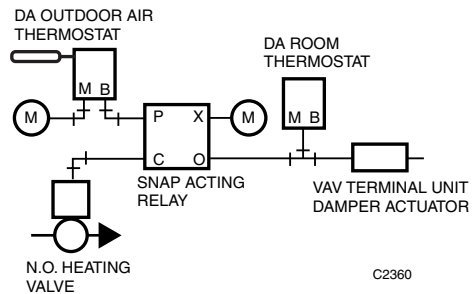 DA OUTDOOR AIR
THERMOSTAT
DA ROOM
THERMOSTAT
M B
M
P
X
M
M B
C
O
SNAP ACTING
RELAY
VAV TERMINAL UNIT
DAMPER ACTUATOR
N.O. HEATING
VALVE
C2360